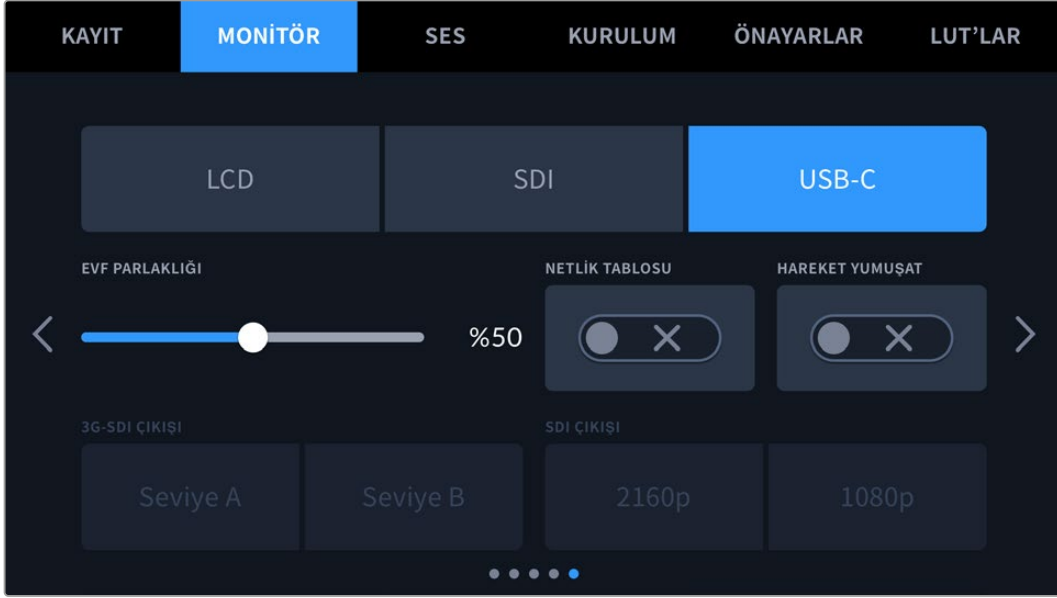 KAYIT MONİTÖR SES KURULUM ÖNAYARLAR LUT’LAR
LCD SDI USB-C
EVF PARLAKLIĞI NETLİK TABLOSU HAREKET YUMUŞAT
%50
3G-SDI ÇIKIŞI SDI ÇIKIŞI
Seviye A Seviye B 2160p 1080p